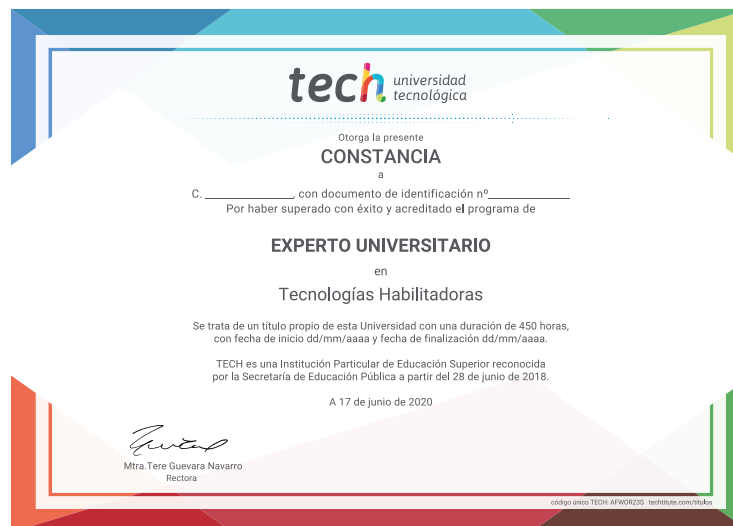 tech universidad
tecnológica
Otorga la presente
CONSTANCIA
a
C. ______________, con documento de identificación nº______________
Por haber superado con éxito y acreditado el programa de
EXPERTO UNIVERSITARIO
en
Tecnologías Habilitadoras
Se trata de un título propio de esta Universidad con una duración de 450 horas,
con fecha de inicio dd/mm/aaaa y fecha de finalización dd/mm/aaaa.
TECH es una Institución Particular de Educación Superior reconocida
por la Secretaría de Educación Pública a partir del 28 de junio de 2018.
A 17 de junio de 2020
Mtra.Tere Guevara Navarro
Rectora
código único TECH: AFWOR23S techtitute.com/titulos